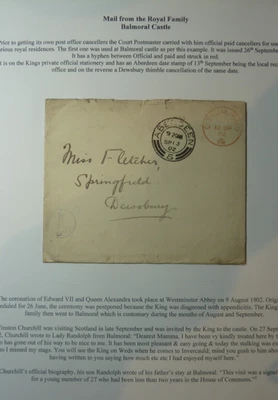 Mail from the Royal Family
Balmoral Castle
Prior to getting its own post office cancellers the Court Postmaster carried with him official paid cancellers for use
various royal residences. The first one was used at Balmoral castle as per this example. It was issued 26th
It has a hyphen between Official and paid and struck in red.
It is on the Kings private official stationery and has an Aberdeen date stamp of 13th September being the local
office and on the reverse a Dewsbury thimble cancellation of the same date.
ABERDEEN
SP 13
02
Miss Fletcher,
Springfield
Dewsbury.
The coronation of Edward VII and Queen Alexandra took place at Westminster Abbey on 9 August 1902.
for 26 June, the ceremony was postponed because the King was diagnosed with appendicitis. The King
family then went to Balmoral which is customary during the months of August and September.
Winston Churchill was visiting Scotland in late September and was invited by the King to the castle. On 27
Churchill wrote to Lady Randolph from Balmoral: "Dearest Mamma, I have been vy kindly treated here by
has gone out of his way to be nice to me. It has been most pleasant & easy going & today the stalking was
I missed my stags. You will see the King on Weds when he comes to Invercauld; mind you gush to him
having written to you saying how much etc etc I had enjoyed myself here."
Churchill's official biography, his son Randolph wrote of his father's stay at Balmoral: "This visit was a
for a young member of 27 who had been less than two years in the House of Commons."